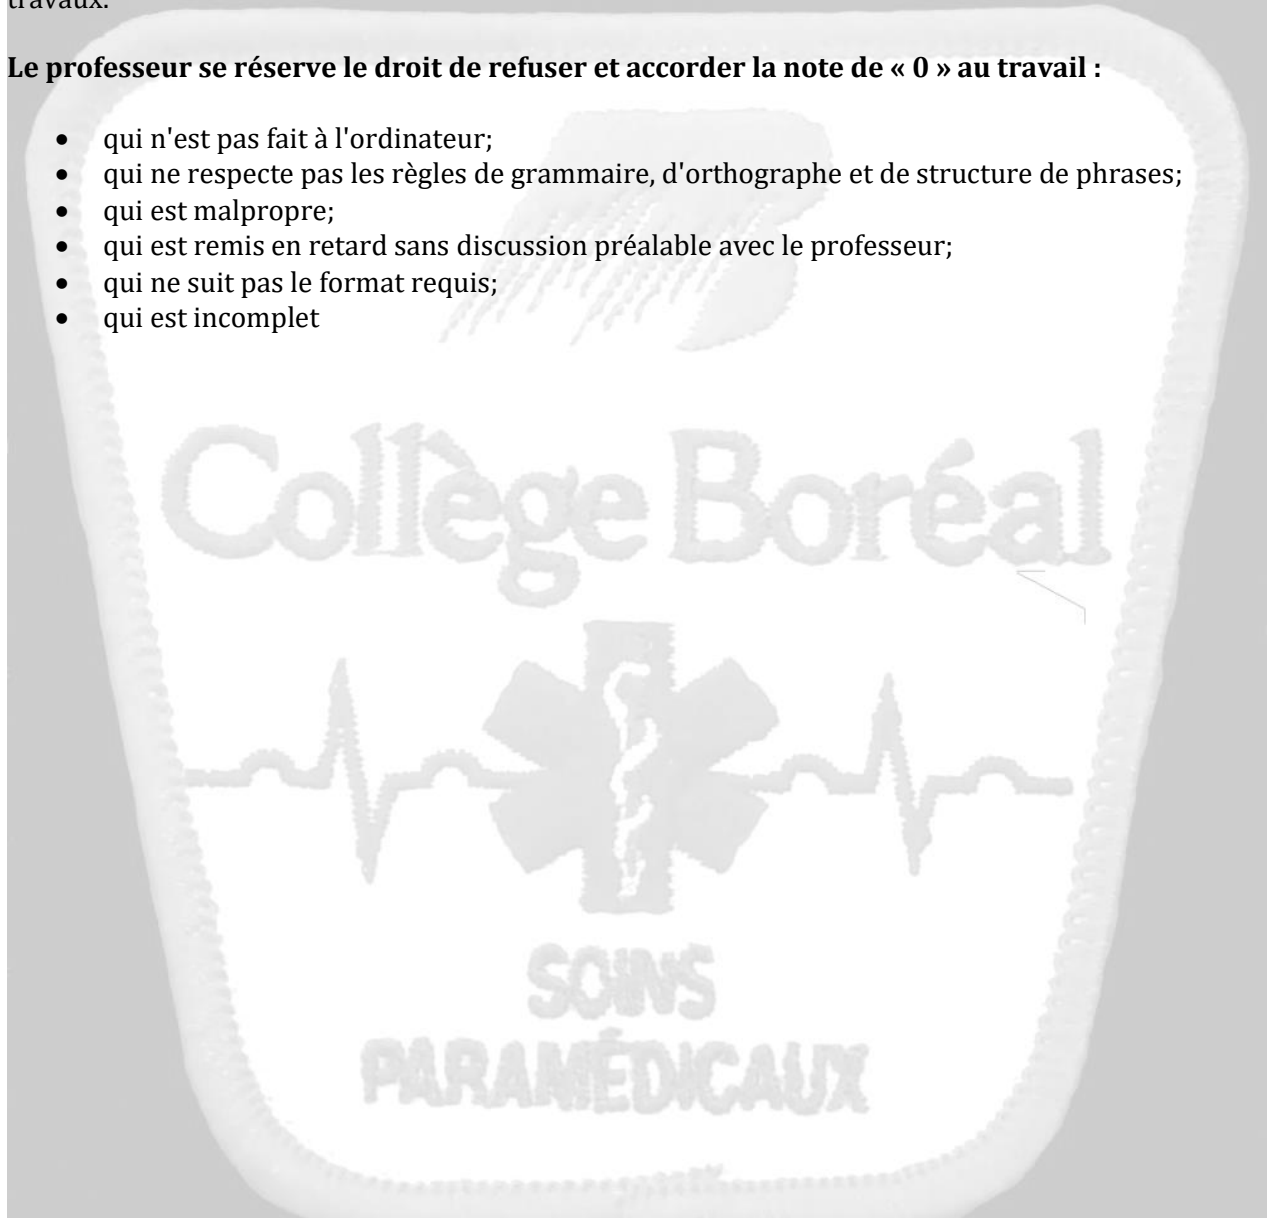 travaux.
Le professeur se réserve le droit de refuser et accorder la note de « 0 » au travail :
• qui n'est pas fait à l'ordinateur;
• qui ne respecte pas les règles de grammaire, d'orthographe et de structure de phrases;
• qui est malpropre;
• qui est remis en retard sans discussion préalable avec le professeur;
• qui ne suit pas le format requis;
• qui est incomplet
Collège Boréal
SOINS
PARAMÉDICAUX